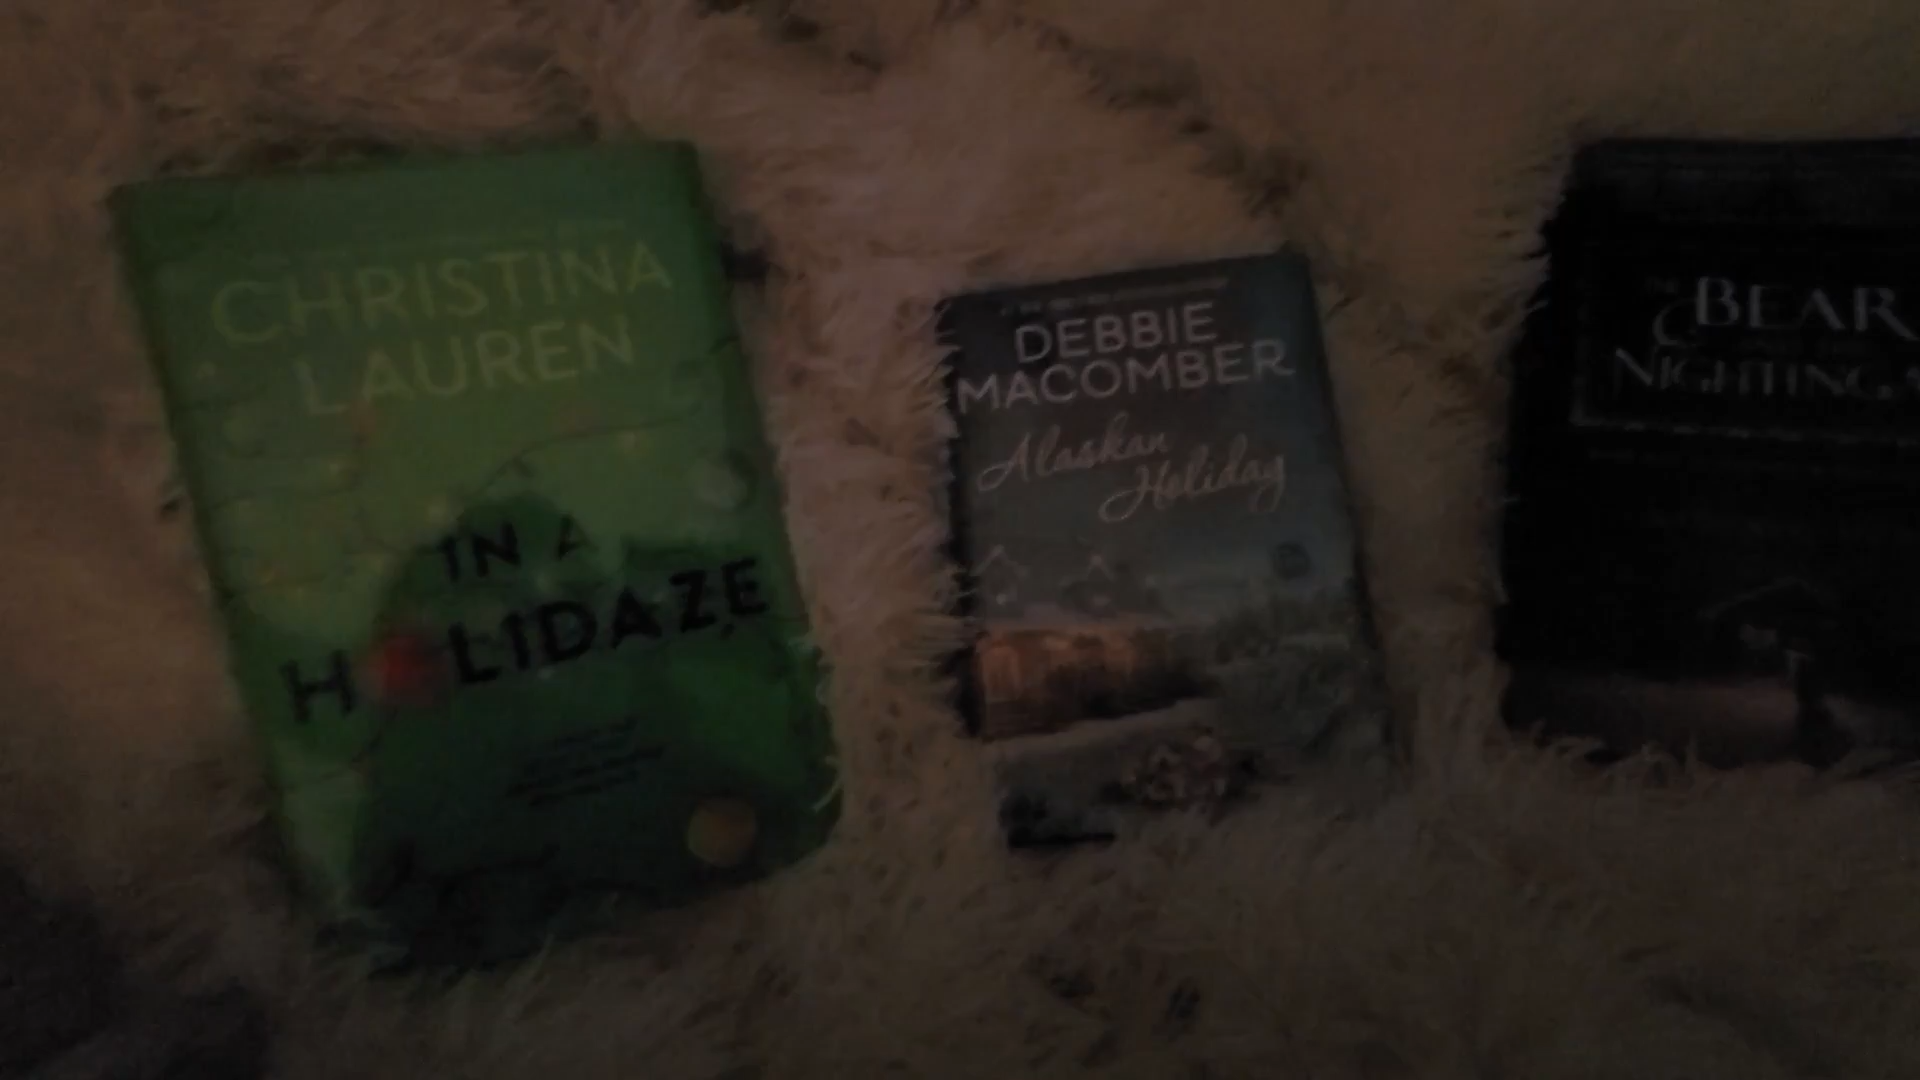 CHRISTINA
LAUREN
IN A
HOLIDAZE
DEBBIE
MACOMBER
Alaskan
Holiday
BEAR
NIGHTINGA